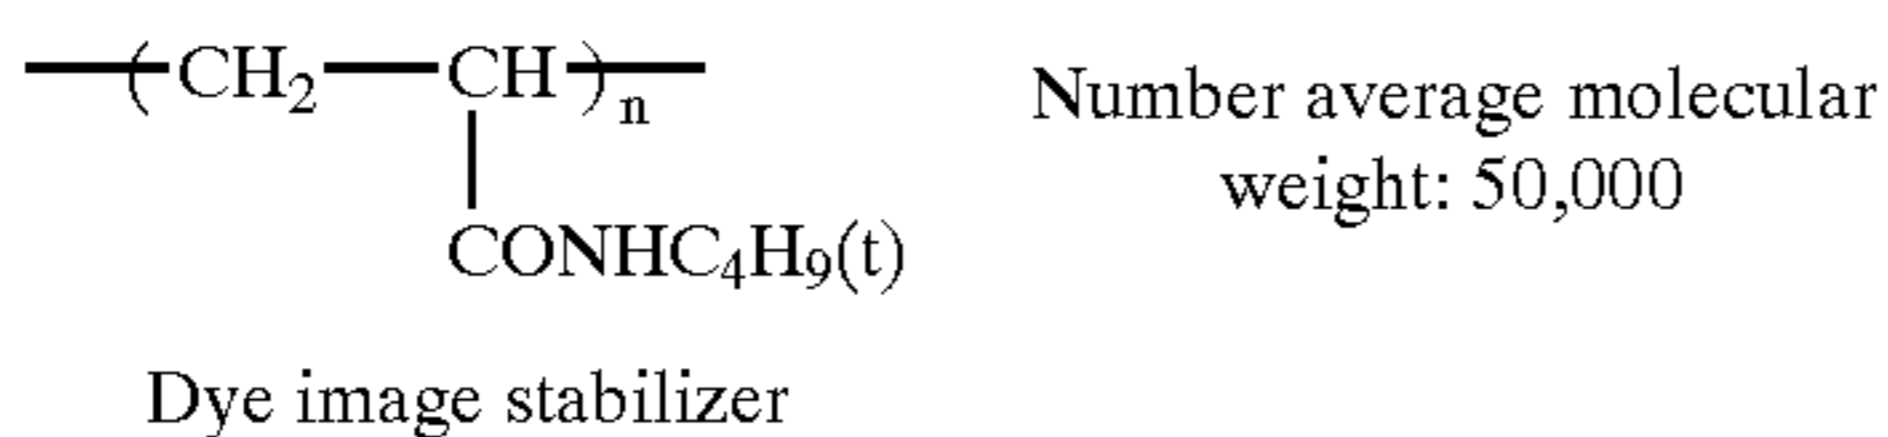 —(CH₂—CH)ₙ—
Number average molecular
weight: 50,000
CONHC₄H₉(t)
Dye image stabilizer